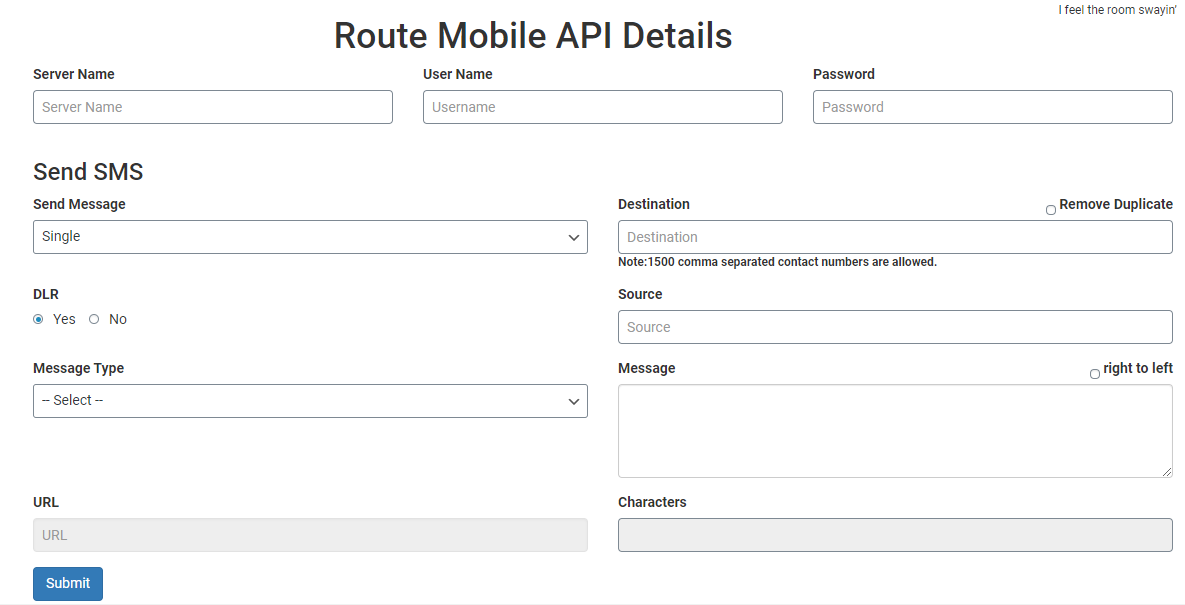 I feel the room swayin'
Route Mobile API Details
Server Name User Name Password
Server Name Username Password
Send SMS
Send Message Destination Remove Duplicate
Single Destination
Note:1500 comma separated contact numbers are allowed.
DLR Source
Yes No Source
Message Type Message right to left
-- Select --
URL Characters
URL
Submit